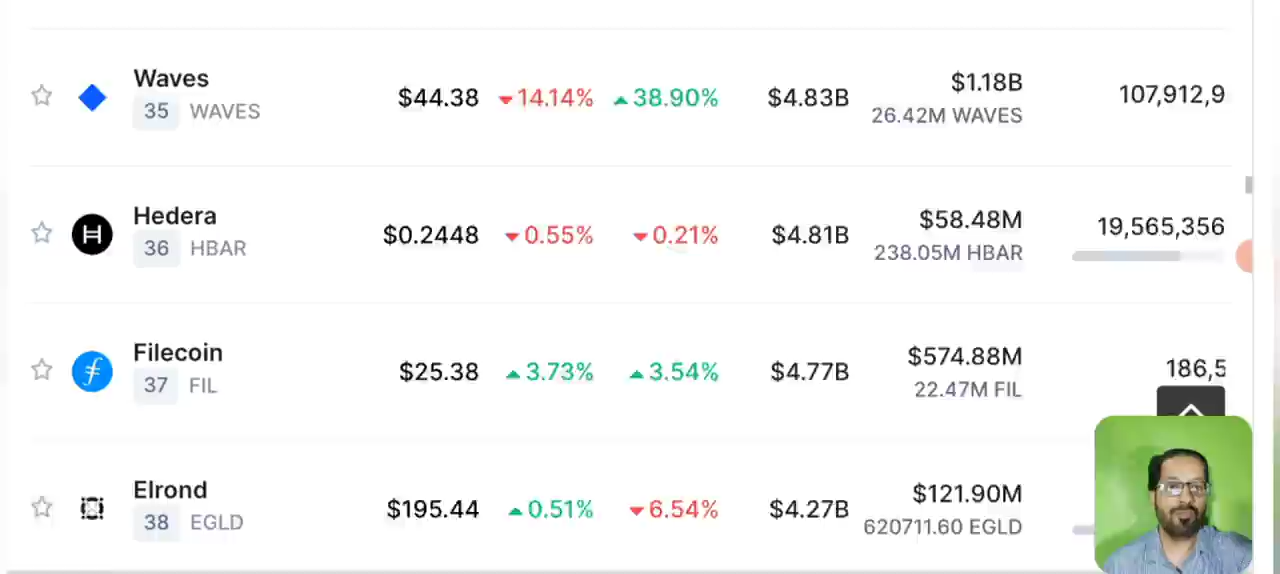 Waves $44.38 14.14% 38.90% $4.83B $1.18B 107,912,9
35 WAVES 26.42M WAVES
Hedera $0.2448 0.55% 0.21% $4.81B $58.48M 19,565,356
36 HBAR 238.05M HBAR
Filecoin $25.38 3.73% 3.54% $4.77B $574.88M 186,5
37 FIL 22.47M FIL
Elrond $195.44 0.51% 6.54% $4.27B $121.90M
38 EGLD 620711.60 EGLD